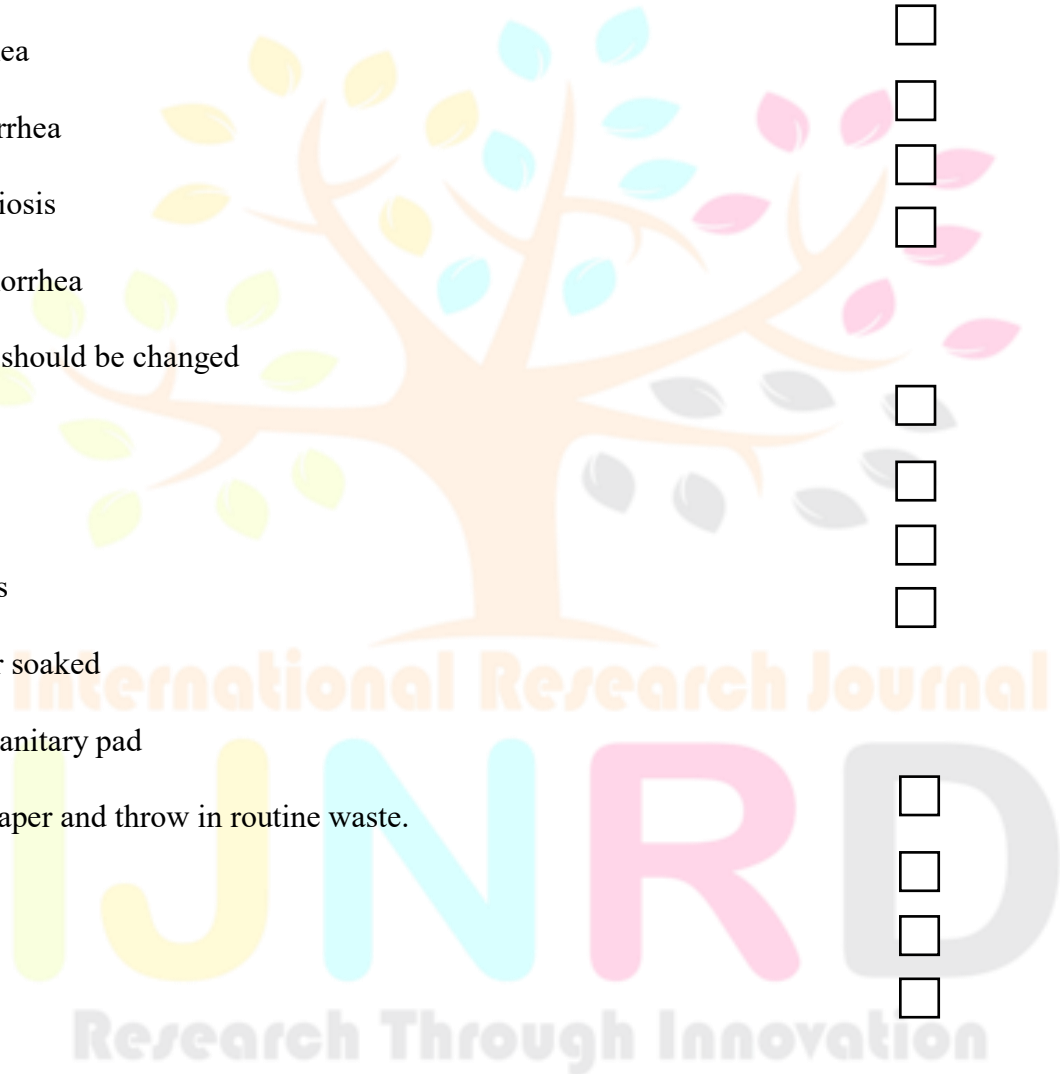 ea
rrhea
iosis
orrhea
should be changed
s
r soaked
International Research Journal
anitary pad
aper and throw in routine waste.
IJNRD
Research Through Innovation